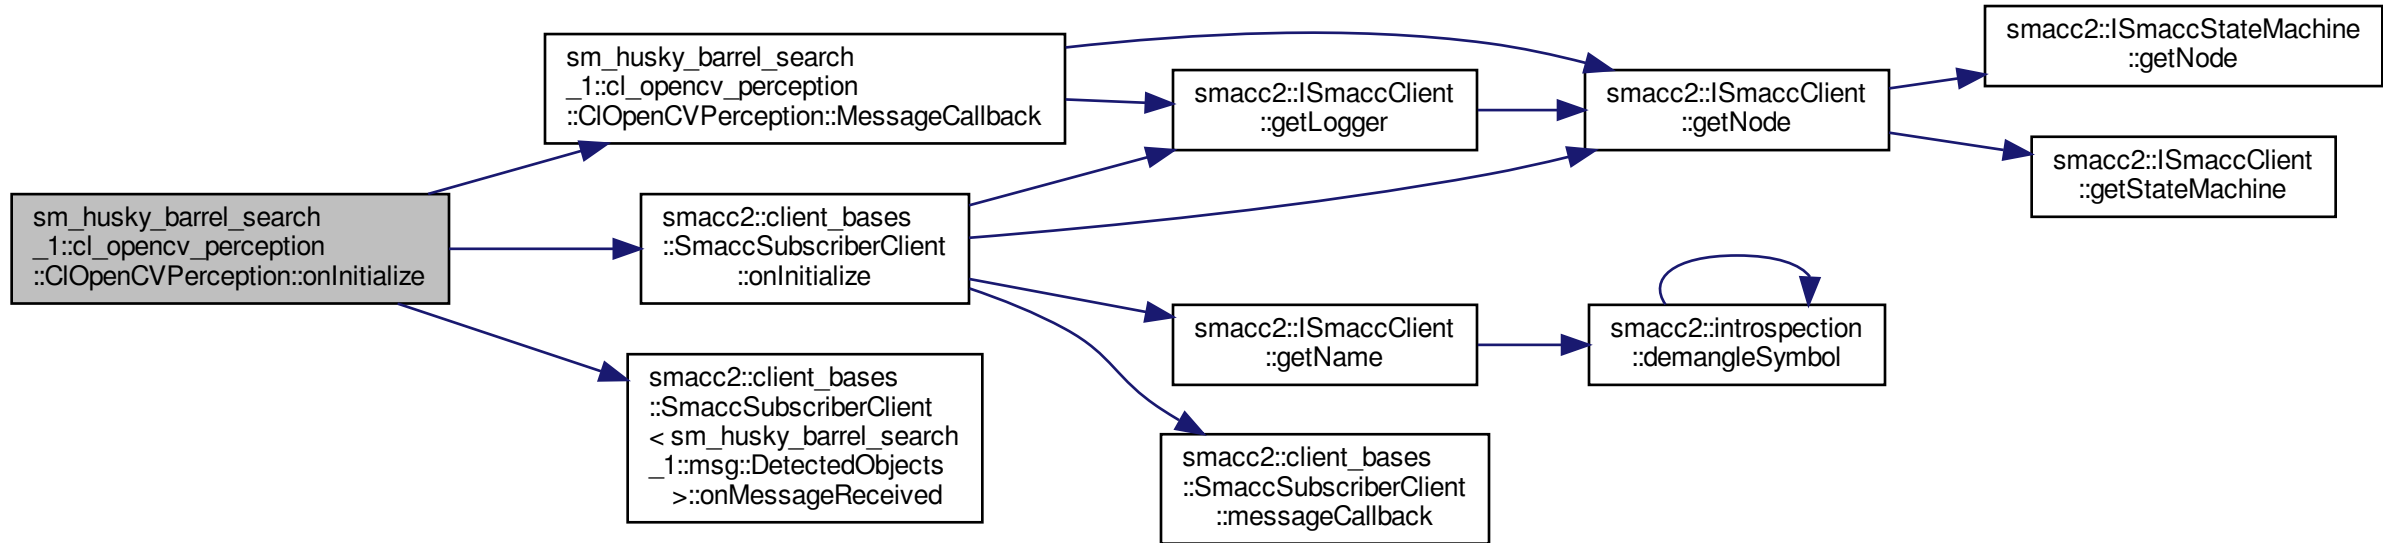 sm_husky_barrel_search
_1::cl_opencv_perception
::ClOpenCVPerception::onInitialize
sm_husky_barrel_search
_1::cl_opencv_perception
::ClOpenCVPerception::MessageCallback
smacc2::client_bases
::SmaccSubscriberClient
::onInitialize
smacc2::client_bases
::SmaccSubscriberClient
< sm_husky_barrel_search
_1::msg::DetectedObjects
>::onMessageReceived
smacc2::ISmaccClient
::getLogger
smacc2::ISmaccClient
::getName
smacc2::client_bases
::SmaccSubscriberClient
::messageCallback
smacc2::ISmaccClient
::getNode
smacc2::introspection
::demangleSymbol
smacc2::ISmaccStateMachine
::getNode
smacc2::ISmaccClient
::getStateMachine